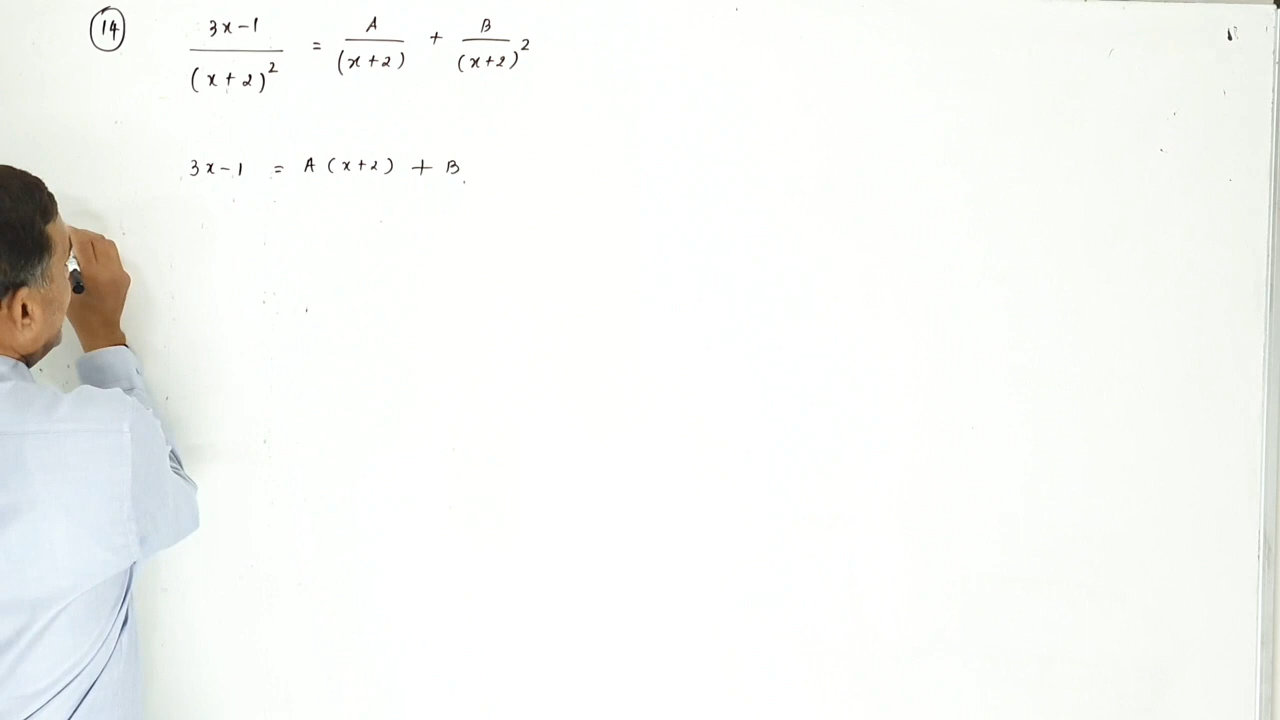 14 (3x-1)/(x+2)² = A/(x+2) + B/(x+2)²
3x-1 = A(x+2) + B